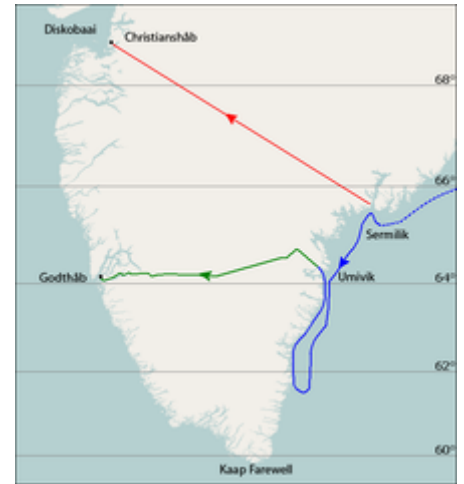 Diskobaai
Christianshåb
68°
66°
Sermilik
Godthåb
Umivik
64°
62°
60°
Kaap Farewell